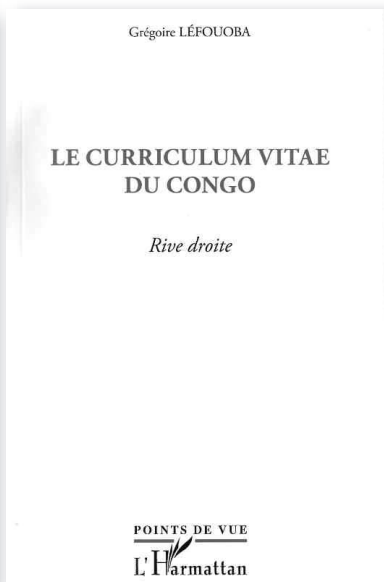 Grégoire LÉFOUOBA
LE CURRICULUM VITAE
DU CONGO
Rive droite
POINTS DE VUE
L'Harmattan